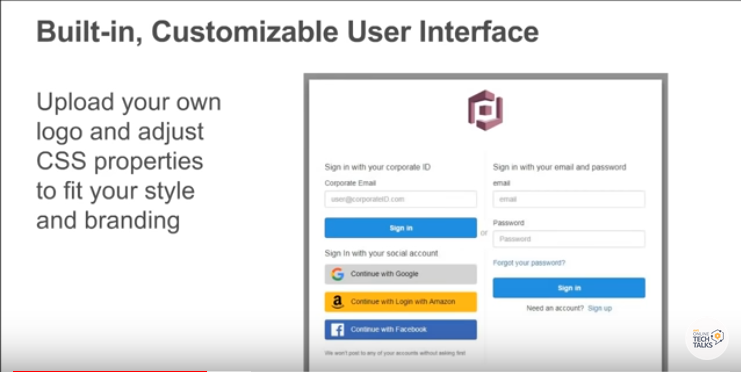 Built-in, Customizable User Interface
Upload your own
logo and adjust
CSS properties
to fit your style
and branding
Sign in with your corporate ID
Corporate Email
user@corporateID.com
Sign in
Sign In with your social account
G
Continue with Google
a
Continue with Login with Amazon
f
Continue with Facebook
We won't post to any of your accounts without asking first
or
Sign in with your email and password
email
email
Password
Password
Forgot your password?
Sign in
Need an account? Sign up
ONLINE
TECH
TALKS